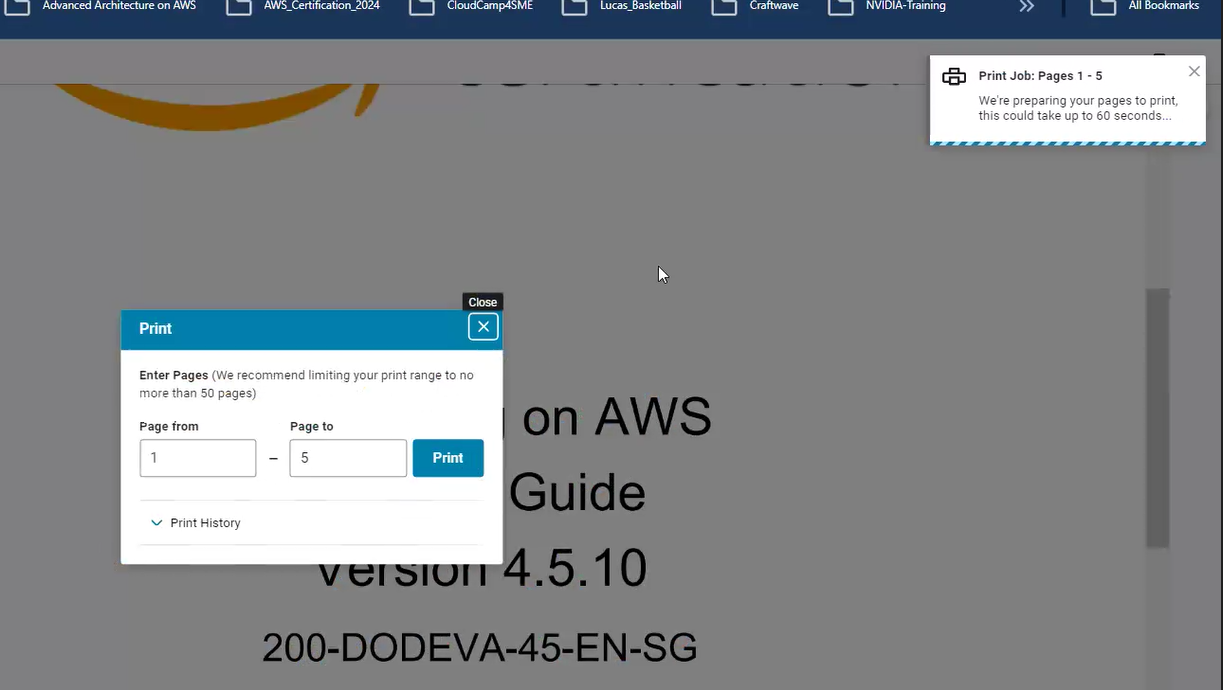 Advanced Architecture on AWS AWS_Certification_2024 CloudCamp4SME Lucas_Basketball Craftwave NVIDIA-Training All Bookmarks
Print Job: Pages 1 - 5
We're preparing your pages to print,
this could take up to 60 seconds...
Close
Print
Enter Pages (We recommend limiting your print range to no
more than 50 pages)
Page from Page to
1 – 5 Print
Print History
on AWS
Guide
Version 4.5.10
200-DODEVA-45-EN-SG